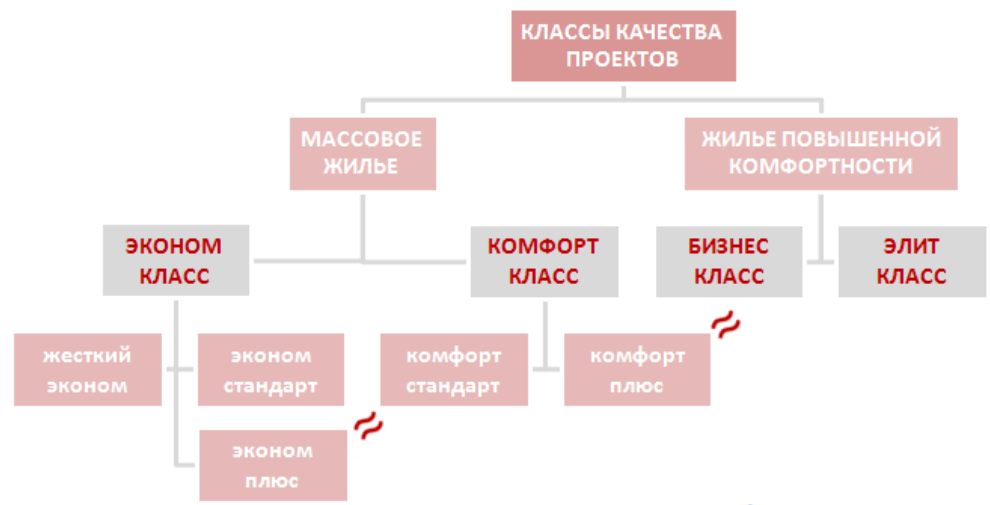 КЛАССЫ КАЧЕСТВА
ПРОЕКТОВ
МАССОВОЕ
ЖИЛЬЕ
ЖИЛЬЕ ПОВЫШЕННОЙ
КОМФОРТНОСТИ
ЭКОНОМ
КЛАСС
КОМФОРТ
КЛАСС
БИЗНЕС
КЛАСС
ЭЛИТ
КЛАСС
жесткий
эконом
эконом
стандарт
комфорт
стандарт
комфорт
плюс
эконом
плюс